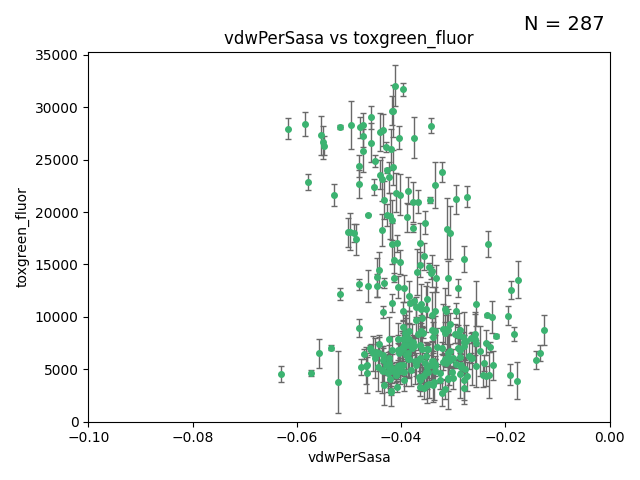 N = 287
vdwPerSasa vs toxgreen_fluor
35000
30000
25000
20000
15000
10000
5000
0
toxgreen_fluor
−0.10 −0.08 −0.06 −0.04 −0.02 0.00
vdwPerSasa